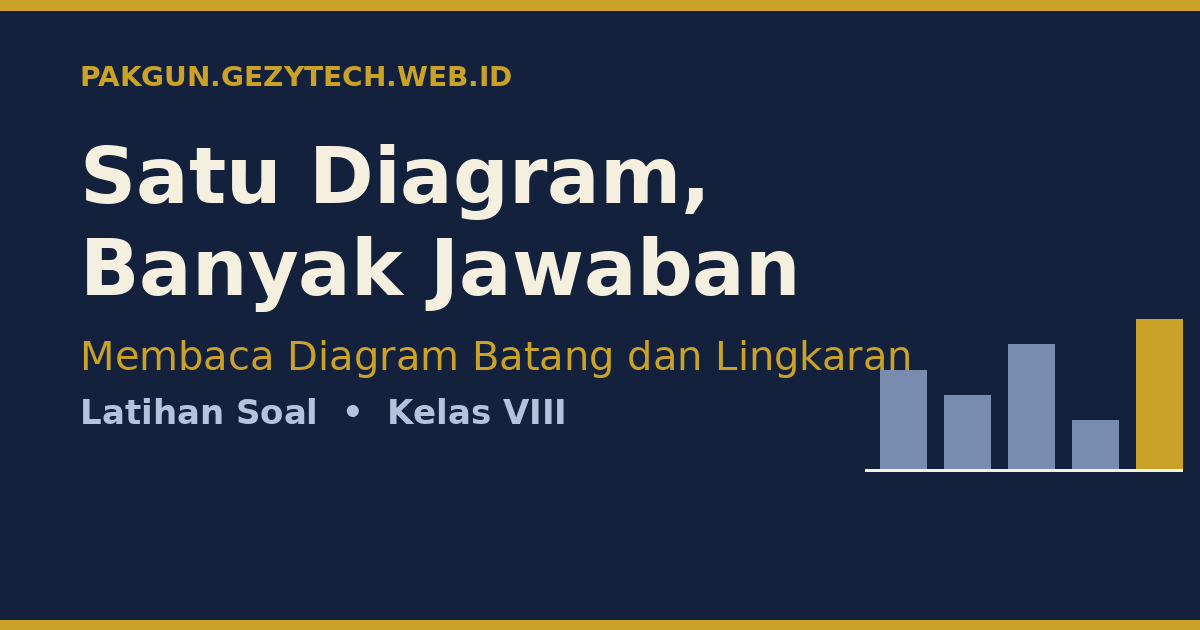 PAKGUN.GEZYTECH.WEB.ID
Satu Diagram,
Banyak Jawaban
Membaca Diagram Batang dan Lingkaran
Latihan Soal • Kelas VIII